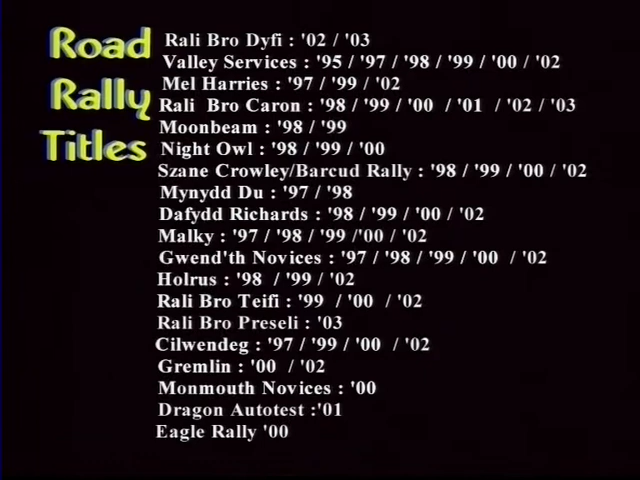 Road
Rally
Titles
Rali Bro Dyfi : '02 / '03
Valley Services : '95 / '97 / '98 / '99 / '00 / '02
Mel Harries : '97 / '99 / '02
Rali Bro Caron : '98 / '99 / '00 / '01 / '02 / '03
Moonbeam : '98 / '99
Night Owl : '98 / '99 / '00
Szane Crowley/Barcud Rally : '98 / '99 / '00 / '02
Mynydd Du : '97 / '98
Dafydd Richards : '98 / '99 / '00 / '02
Malky : '97 / '98 / '99 /'00 / '02
Gwend'th Novices : '97 / '98 / '99 / '00 / '02
Holrus : '98 / '99 / '02
Rali Bro Teifi : '99 / '00 / '02
Rali Bro Preseli : '03
Cilwendeg : '97 / '99 / '00 / '02
Gremlin : '00 / '02
Monmouth Novices : '00
Dragon Autotest :'01
Eagle Rally '00